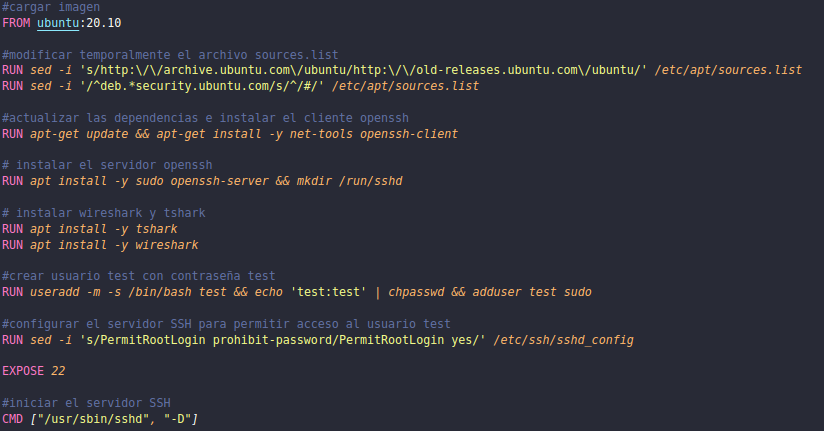 #cargar imagen
FROM ubuntu:20.10
#modificar temporalmente el archivo sources.list
RUN sed -i 's/http:\/\/archive.ubuntu.com\/ubuntu/http:\/\/old-releases.ubuntu.com\/ubuntu/' /etc/apt/sources.list
RUN sed -i '/^deb.*security.ubuntu.com/s/^/#/' /etc/apt/sources.list
#actualizar las dependencias e instalar el cliente openssh
RUN apt-get update && apt-get install -y net-tools openssh-client
# instalar el servidor openssh
RUN apt install -y sudo openssh-server && mkdir /run/sshd
# instalar wireshark y tshark
RUN apt install -y tshark
RUN apt install -y wireshark
#crear usuario test con contraseña test
RUN useradd -m -s /bin/bash test && echo 'test:test' | chpasswd && adduser test sudo
#configurar el servidor SSH para permitir acceso al usuario test
RUN sed -i 's/PermitRootLogin prohibit-password/PermitRootLogin yes/' /etc/ssh/sshd_config
EXPOSE 22
#iniciar el servidor SSH
CMD ["/usr/sbin/sshd", "-D"]